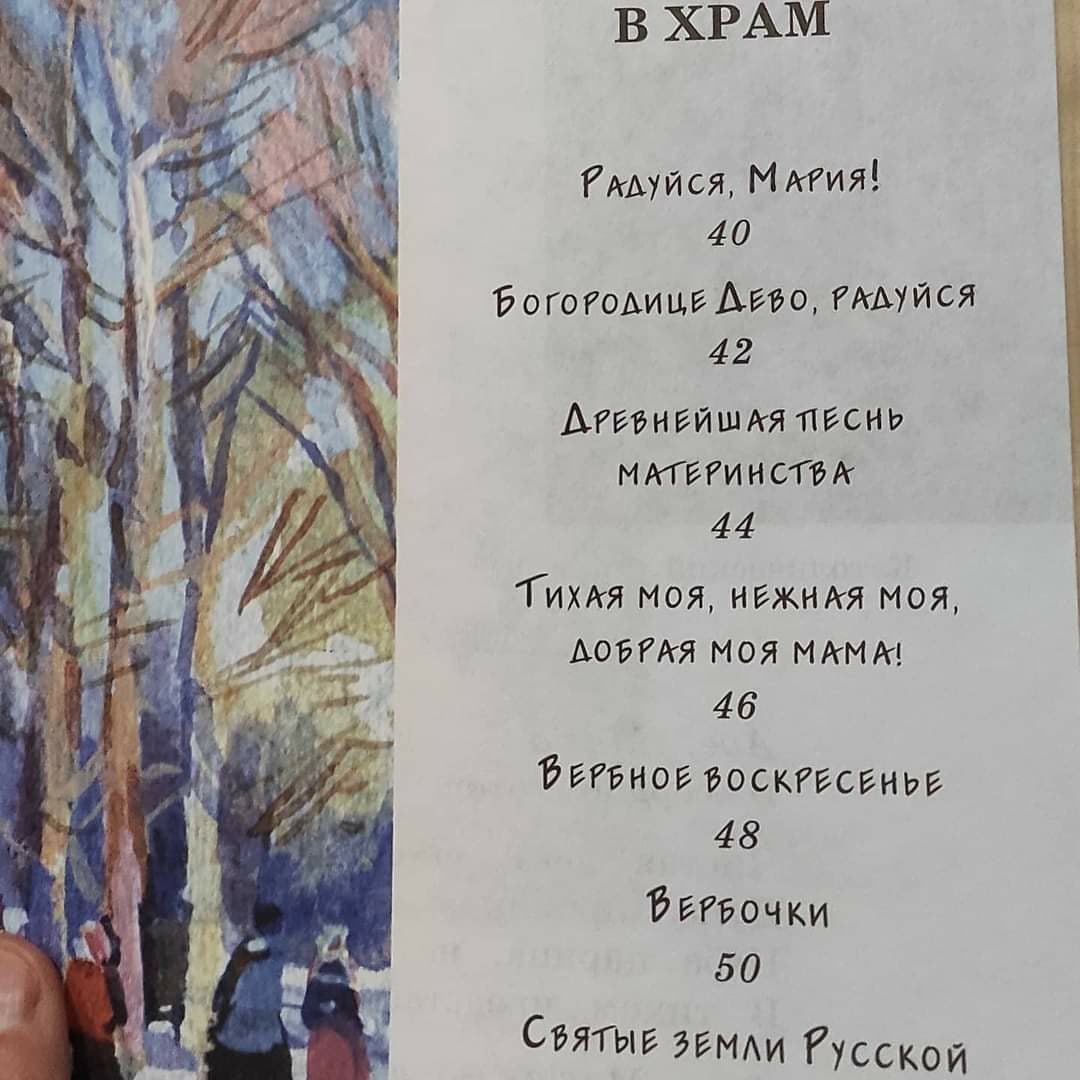 В ХРАМ
Радуйся, Мария!
40
Богородице Дево, радуйся
42
Древнейшая песнь
материнства
44
Тихая моя, нежная моя,
добрая моя мама!
46
Вербное воскресенье
48
Вербочки
50
Святые земли Русской